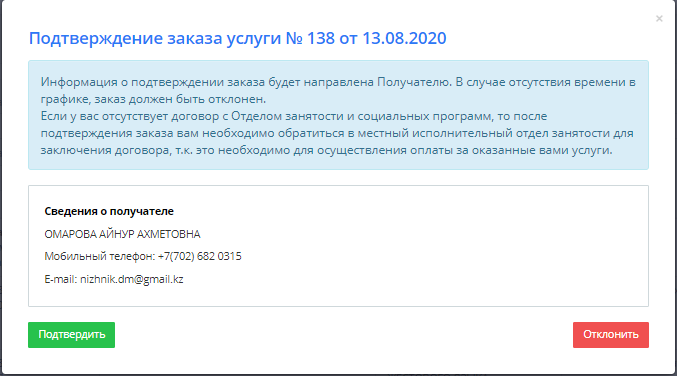 ×
Подтверждение заказа услуги № 138 от 13.08.2020
Информация о подтверждении заказа будет направлена Получателю. В случае отсутствия времени в
графике, заказ должен быть отклонен.
Если у вас отсутствует договор с Отделом занятости и социальных программ, то после
подтверждения заказа вам необходимо обратиться в местный исполнительный отдел занятости для
заключения договора, т.к. это необходимо для осуществления оплаты за оказанные вами услуги.
Сведения о получателе
ОМАРОВА АЙНУР АХМЕТОВНА
Мобильный телефон: +7(702) 682 0315
E-mail: nizhnik.dm@gmail.kz
Подтвердить
Отклонить